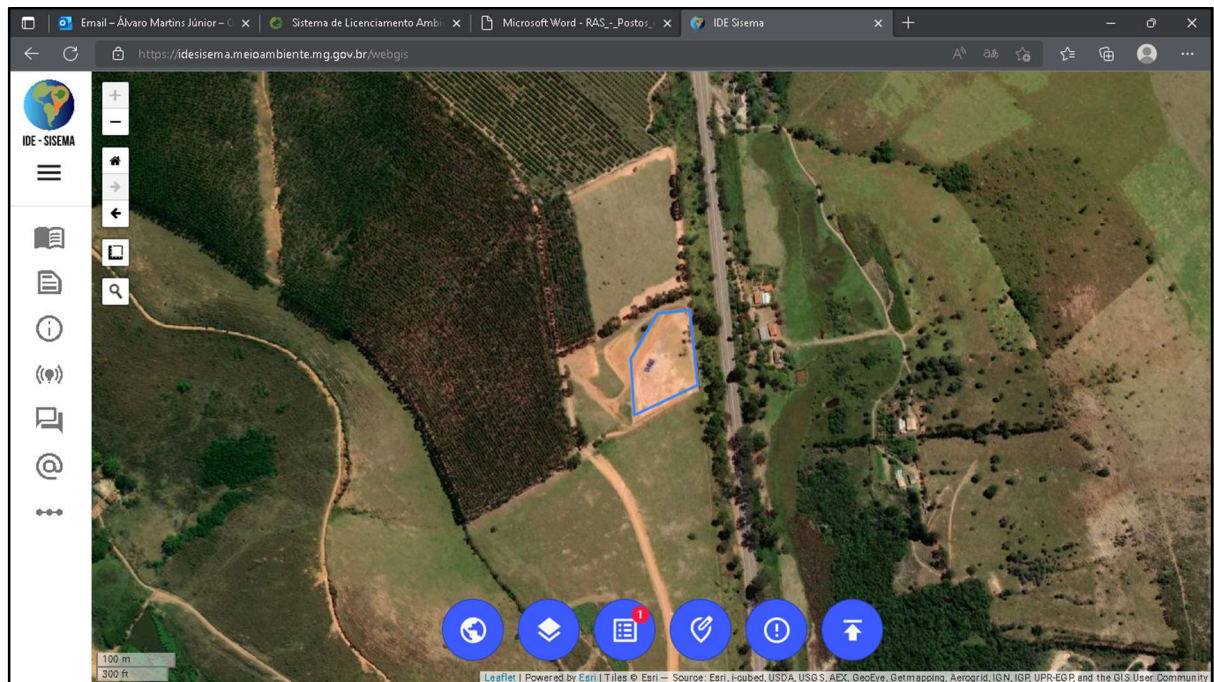 Email – Álvaro Martins Júnior – O
Sistema de Licenciamento Ambie
Microsoft Word - RAS_-_Postos_
IDE Sisema
https://idesisema.meioambiente.mg.gov.br/webgis
IDE - SISEMA
1
100 m
300 ft
Leaflet | Powered by Esri | Tiles © Esri — Source: Esri, i-cubed, USDA, USGS, AEX, GeoEye, Getmapping, Aerogrid, IGN, IGP, UPR-EGP, and the GIS User Community